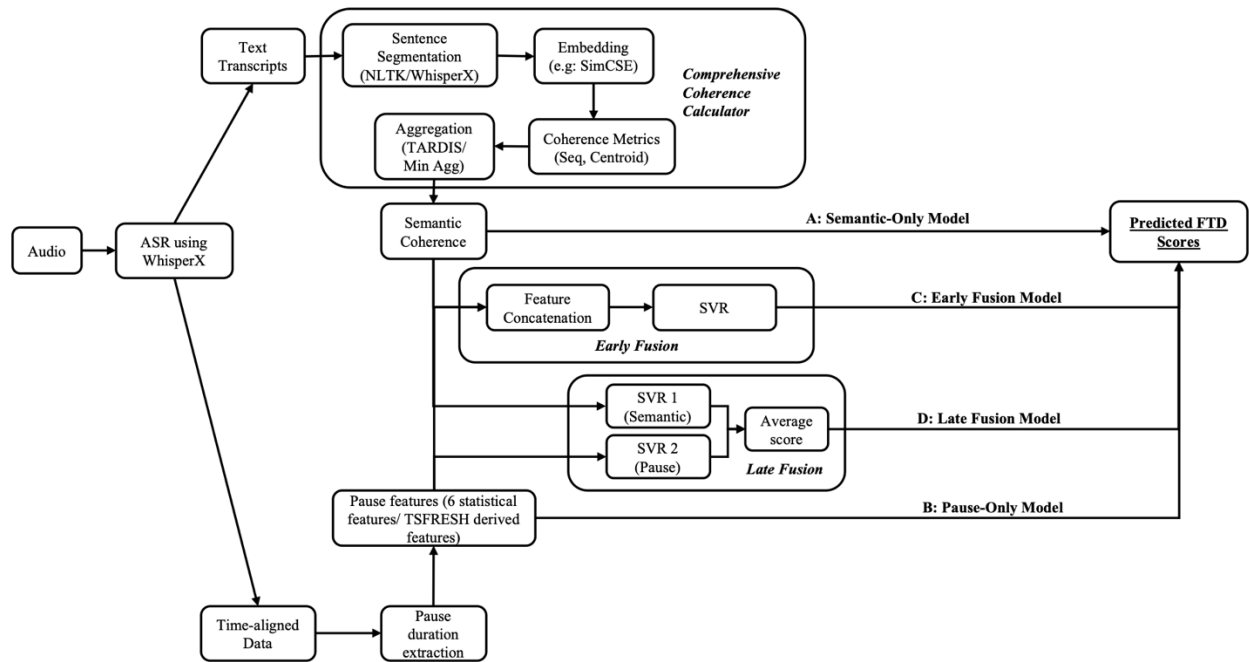 Text
Transcripts
Sentence
Segmentation
(NLTK/WhisperX)
Embedding
(e.g: SimCSE)
Comprehensive
Coherence
Calculator
Aggregation
(TARDIS/
Min Agg)
Coherence Metrics
(Seq, Centroid)
Audio
ASR using
WhisperX
Semantic
Coherence
A: Semantic-Only Model
Predicted FTD
Scores
Feature
Concatenation
SVR
Early Fusion
C: Early Fusion Model
SVR 1
(Semantic)
SVR 2
(Pause)
Average
score
Late Fusion
D: Late Fusion Model
Pause features (6 statistical
features/ TSFRESH derived
features)
B: Pause-Only Model
Time-aligned
Data
Pause
duration
extraction